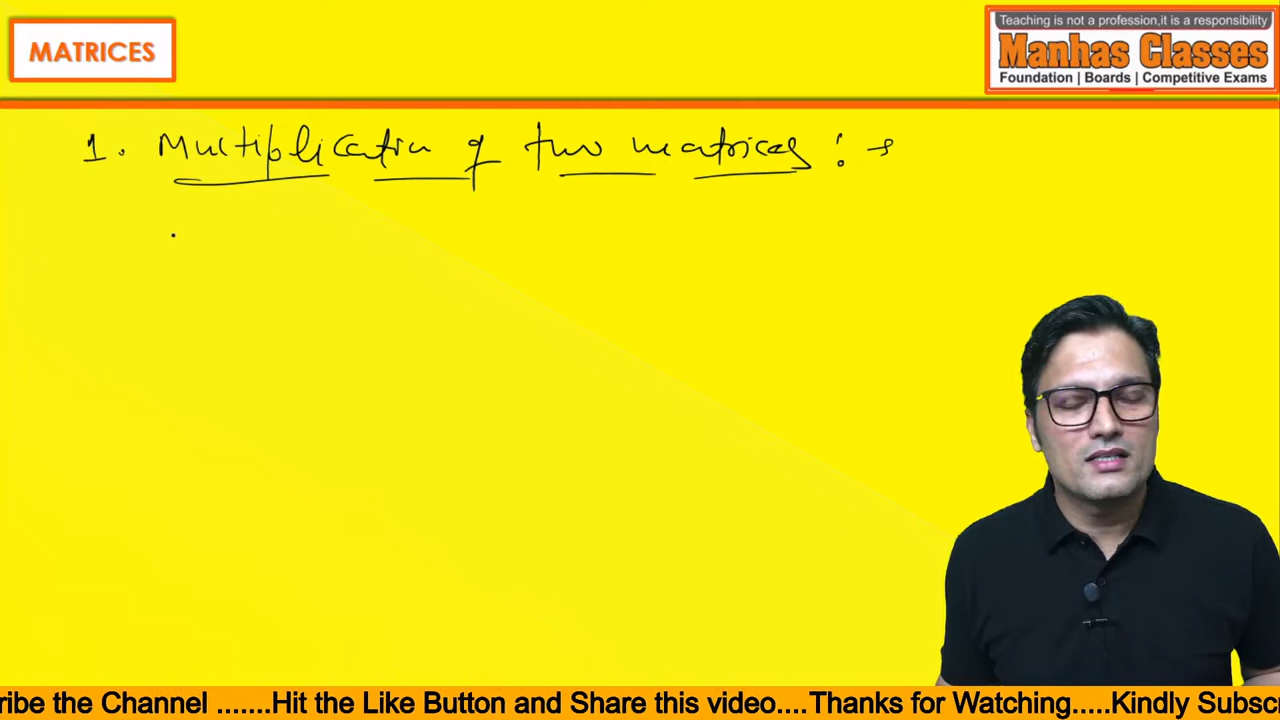 MATRICES
Teaching is not a profession,it is a responsibility
Manhas Classes
Foundation | Boards | Competitive Exams
1. Multiplication of two matrices :→
ribe the Channel .......Hit the Like Button and Share this video....Thanks for Watching.....Kindly Subsc